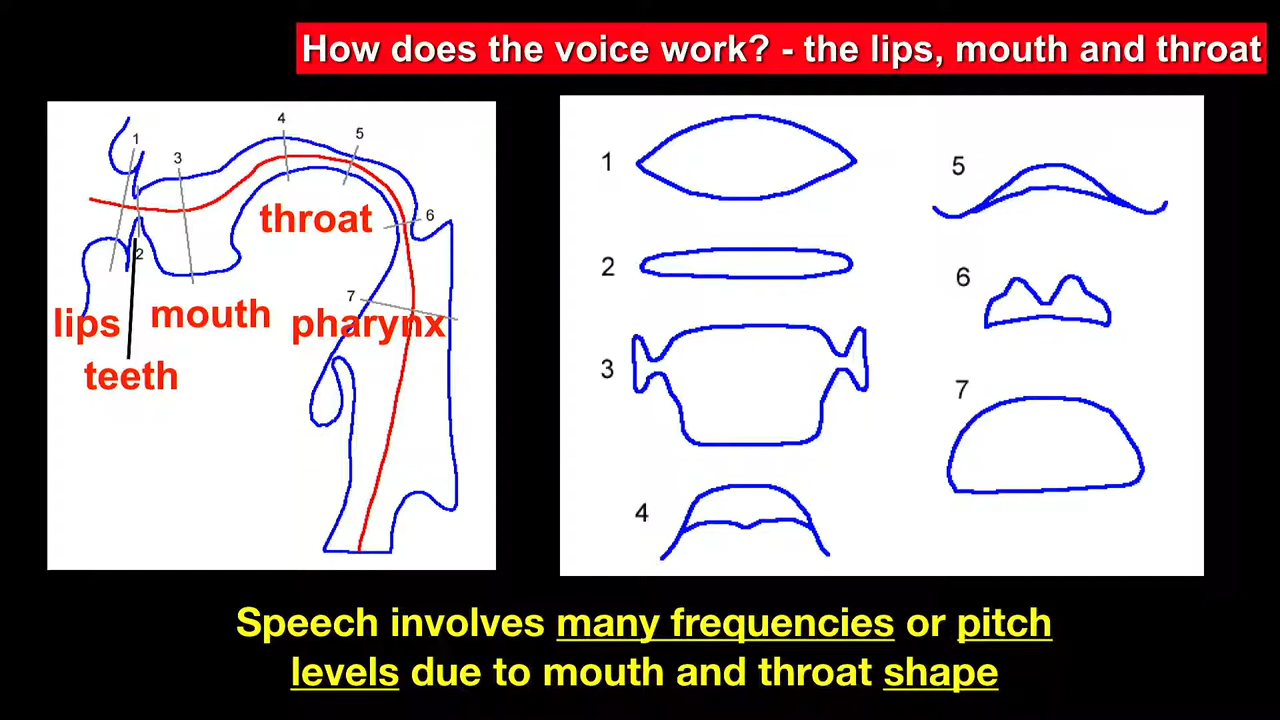 How does the voice work? - the lips, mouth and throat
1
2
3
4
5
6
7
throat
mouth
lips
pharynx
teeth
1
2
3
4
5
6
7
Speech involves many frequencies or pitch
levels due to mouth and throat shape